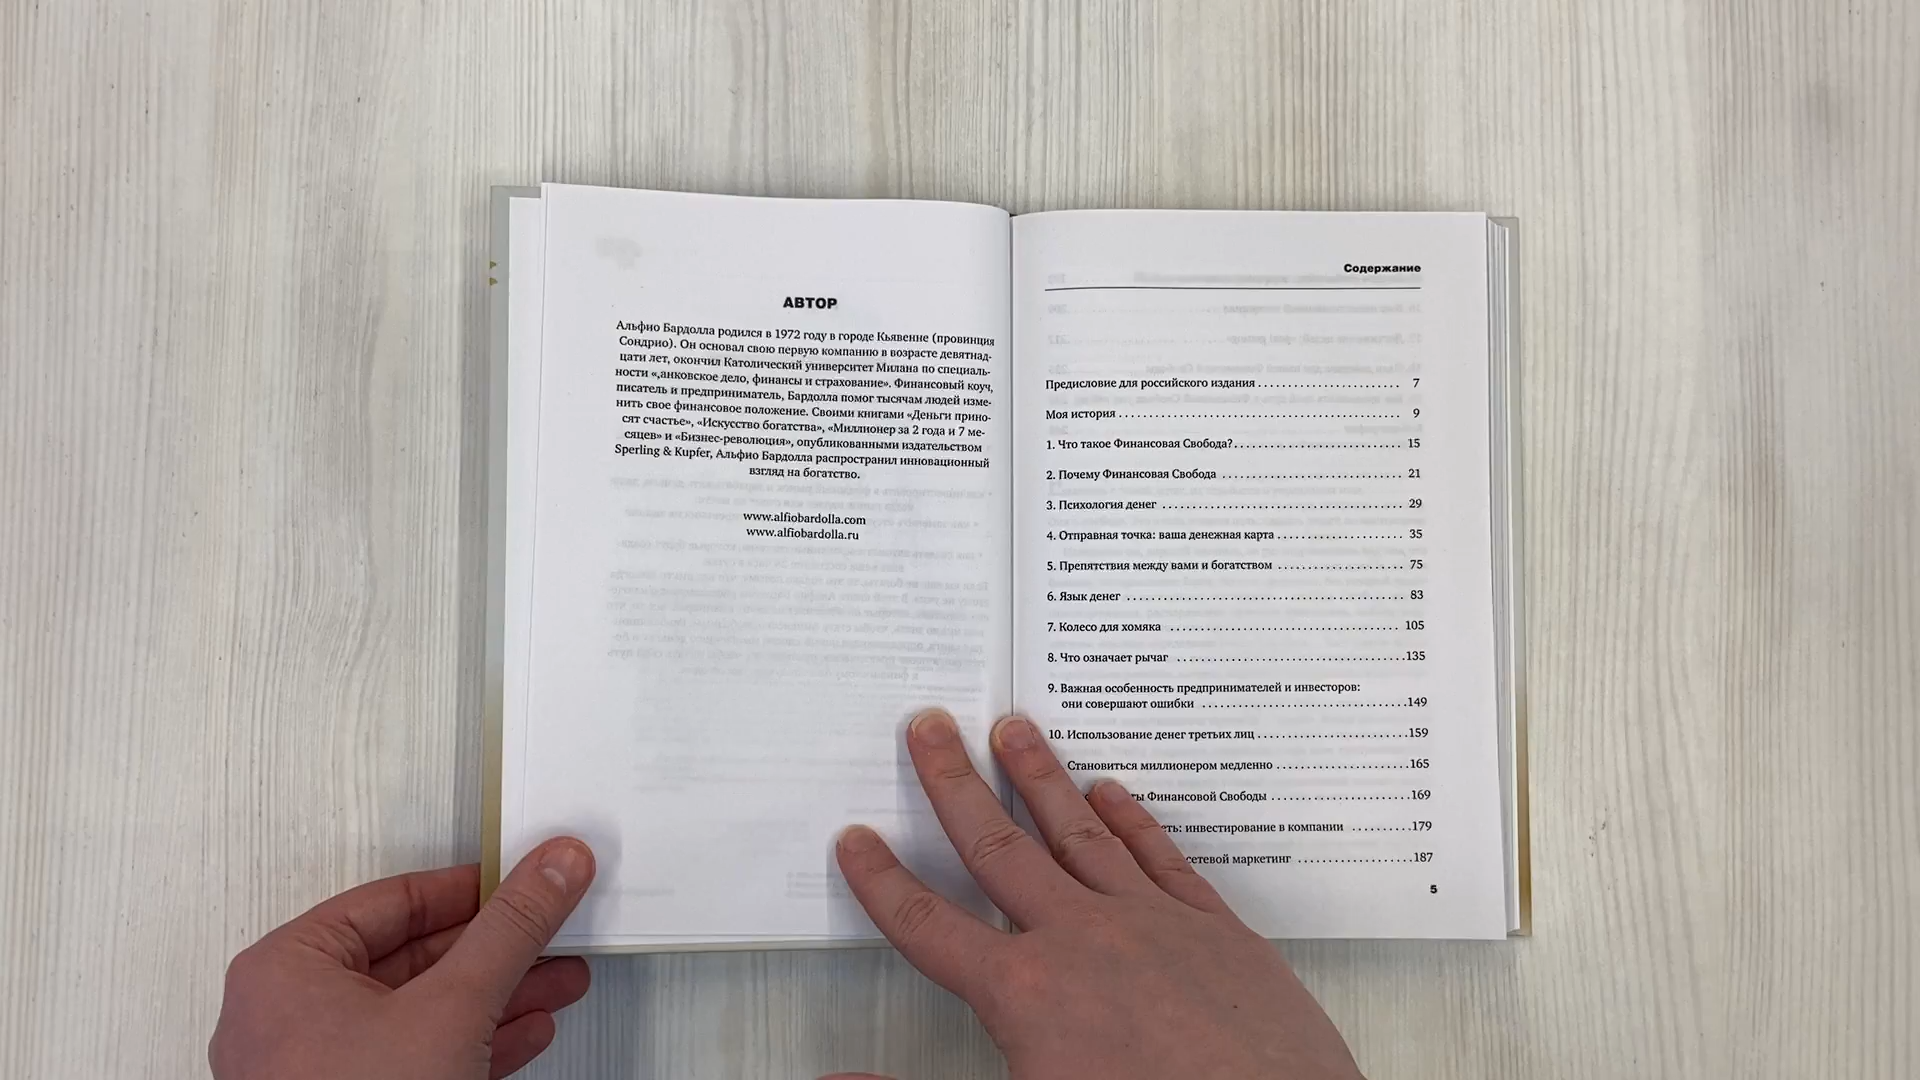 АВТОР
Альфио Бардолла родился в 1972 году в городе Кьявенне (провинция
Сондрио). Он основал свою первую компанию в возрасте девятнад-
цати лет, окончил Католический университет Милана по специаль-
ности «,анковское дело, финансы и страхование». Финансовый коуч,
писатель и предприниматель, Бардолла помог тысячам людей изме-
нить свое финансовое положение. Своими книгами «Деньги прино-
сят счастье», «Искусство богатства», «Миллионер за 2 года и 7 ме-
сяцев» и «Бизнес-революция», опубликованными издательством
Sperling & Kupfer, Альфио Бардолла распространил инновационный
взгляд на богатство.
www.alfiobardolla.com
www.alfiobardolla.ru
Содержание
Предисловие для российского издания . . . . . . . . . . . . . . . . . . . . 7
Моя история . . . . . . . . . . . . . . . . . . . . 9
1. Что такое Финансовая Свобода? . . . . . . . . . . . . . . . . . . . . 15
2. Почему Финансовая Свобода . . . . . . . . . . . . . . . . . . . . 21
3. Психология денег . . . . . . . . . . . . . . . . . . . . 29
4. Отправная точка: ваша денежная карта . . . . . . . . . . . . . . . . . . . . 35
5. Препятствия между вами и богатством . . . . . . . . . . . . . . . . . . . . 75
6. Язык денег . . . . . . . . . . . . . . . . . . . . 83
7. Колесо для хомяка . . . . . . . . . . . . . . . . . . . . 105
8. Что означает рычаг . . . . . . . . . . . . . . . . . . . . 135
9. Важная особенность предпринимателей и инвесторов:
они совершают ошибки . . . . . . . . . . . . . . . . . . . . 149
10. Использование денег третьих лиц . . . . . . . . . . . . . . . . . . . . 159
Становиться миллионером медленно . . . . . . . . . . . . . . . . . . . . 165
Финансовой Свободы . . . . . . . . . . . . . . . . . . . . 169
инвестирование в компании . . . . . . . . . 179
сетевой маркетинг . . . . . . . . . . . . . . . . . . 187
5